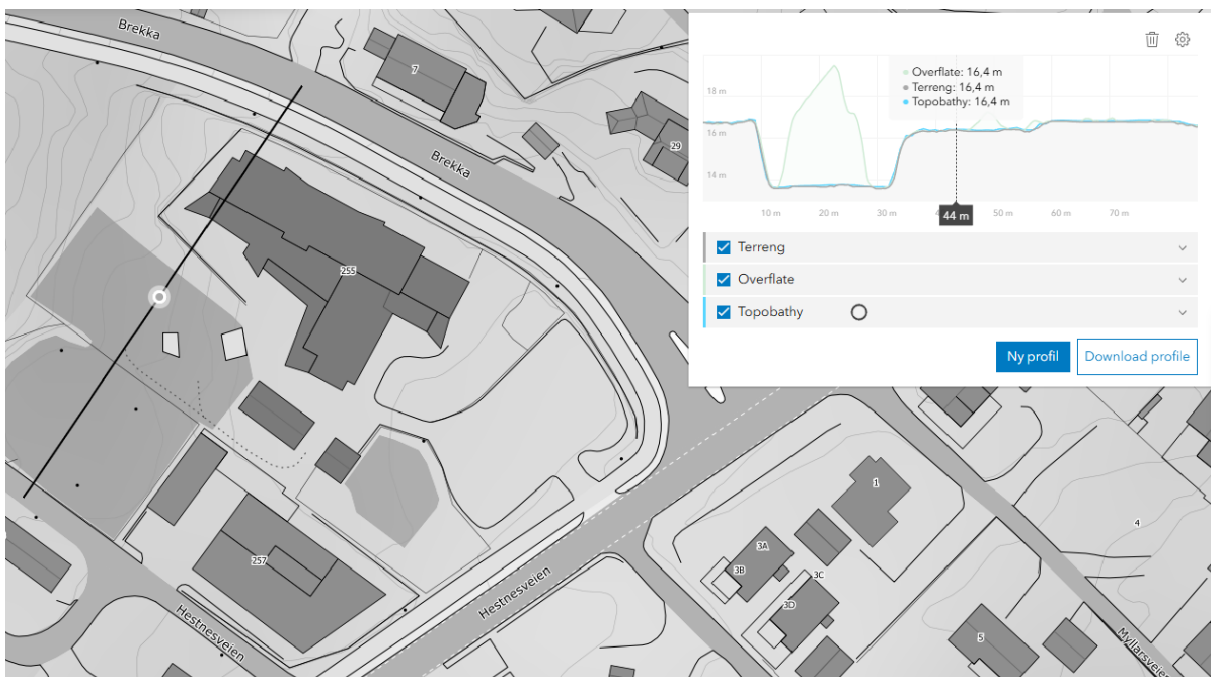 Brekka
7
Brekka
29
255
257
Hestnesveien
Hestnesveien
1
3A
3B
3C
3D
4
5
Myllarsveien
18 m
16 m
14 m
Overflate: 16,4 m
Terreng: 16,4 m
Topobathy: 16,4 m
10 m
20 m
30 m
4
44 m
50 m
60 m
70 m
Terreng
Overflate
Topobathy
Ny profil
Download profile